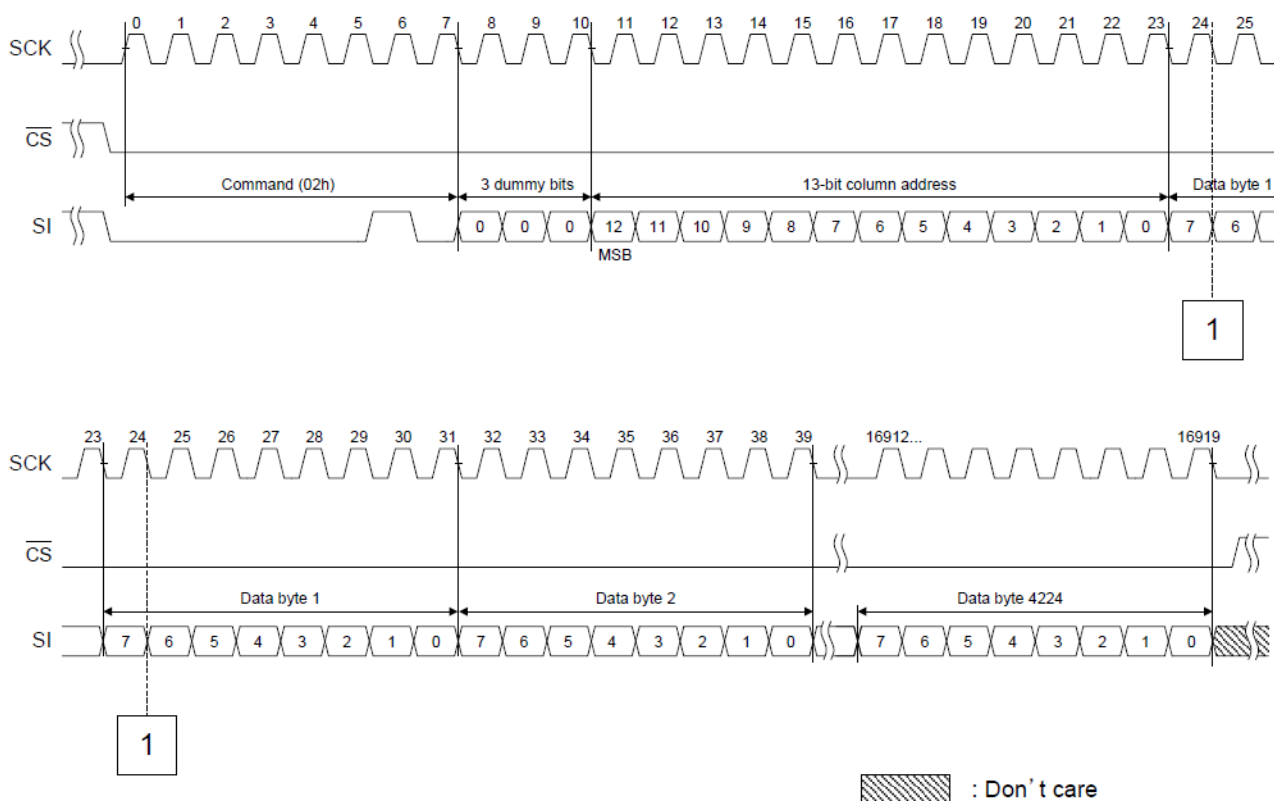 0 1 2 3 4 5 6 7 8 9 10 11 12 13 14 15 16 17 18 19 20 21 22 23 24 25
SCK
CS
Command (02h) 3 dummy bits 13-bit column address Data byte 1
SI 0 0 0 12 11 10 9 8 7 6 5 4 3 2 1 0 7 6
MSB
1
23 24 25 26 27 28 29 30 31 32 33 34 35 36 37 38 39 16912... 16919
SCK
CS
Data byte 1 Data byte 2 Data byte 4224
SI 7 6 5 4 3 2 1 0 7 6 5 4 3 2 1 0 7 6 5 4 3 2 1 0
1
: Don't care